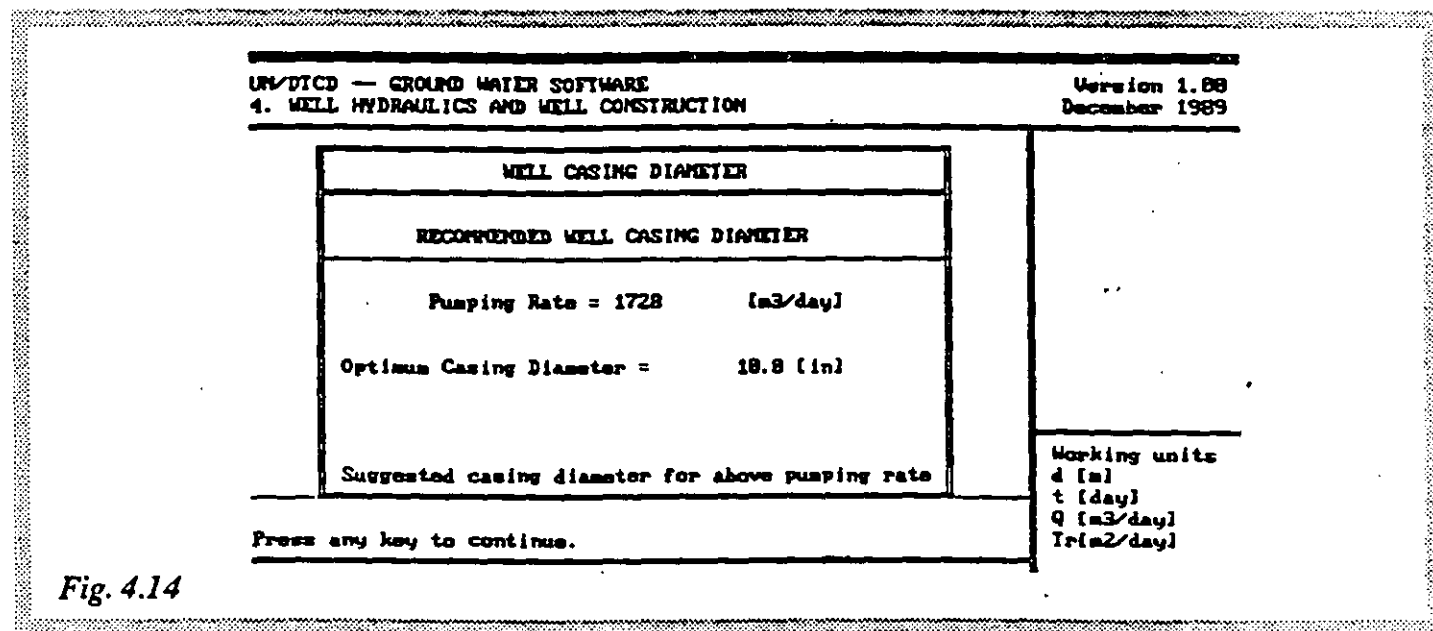 UN/DTCD — GROUND WATER SOFTWARE
4. WELL HYDRAULICS AND WELL CONSTRUCTION
Version 1.00
December 1989
WELL CASING DIAMETER
RECOMMENDED WELL CASING DIAMETER
Pumping Rate = 1728 [m3/day]
Optimum Casing Diameter = 10.0 [in]
Suggested casing diameter for above pumping rate
Press any key to continue.
Working units
d [m]
t [day]
Q [m3/day]
Tr[m2/day]
Fig. 4.14